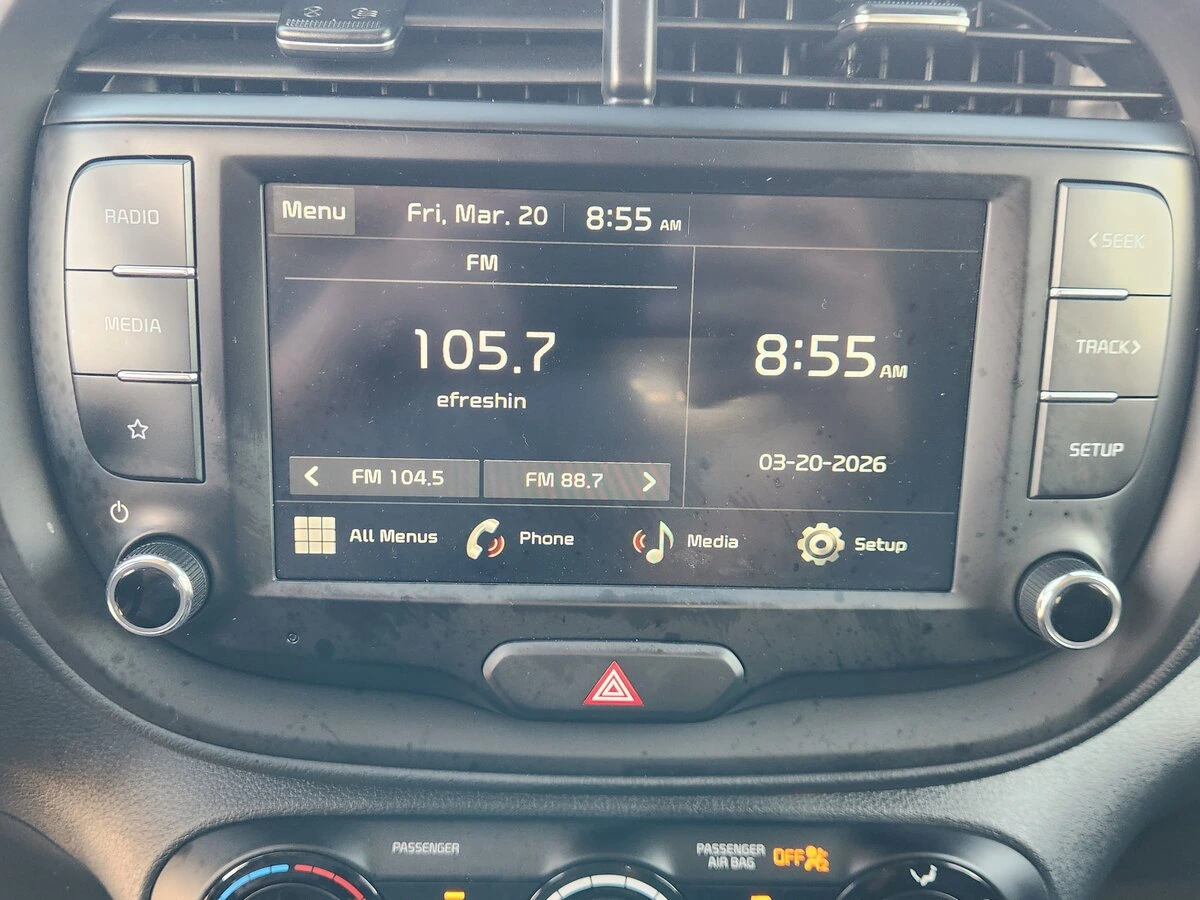 RADIO
MEDIA
Menu
Fri, Mar. 20
8:55 AM
FM
105.7
efreshin
FM 104.5
FM 88.7
8:55 AM
03-20-2026
All Menus
Phone
Media
Setup
<SEEK
TRACK>
SETUP
PASSENGER
PASSENGER
AIR BAG
OFF